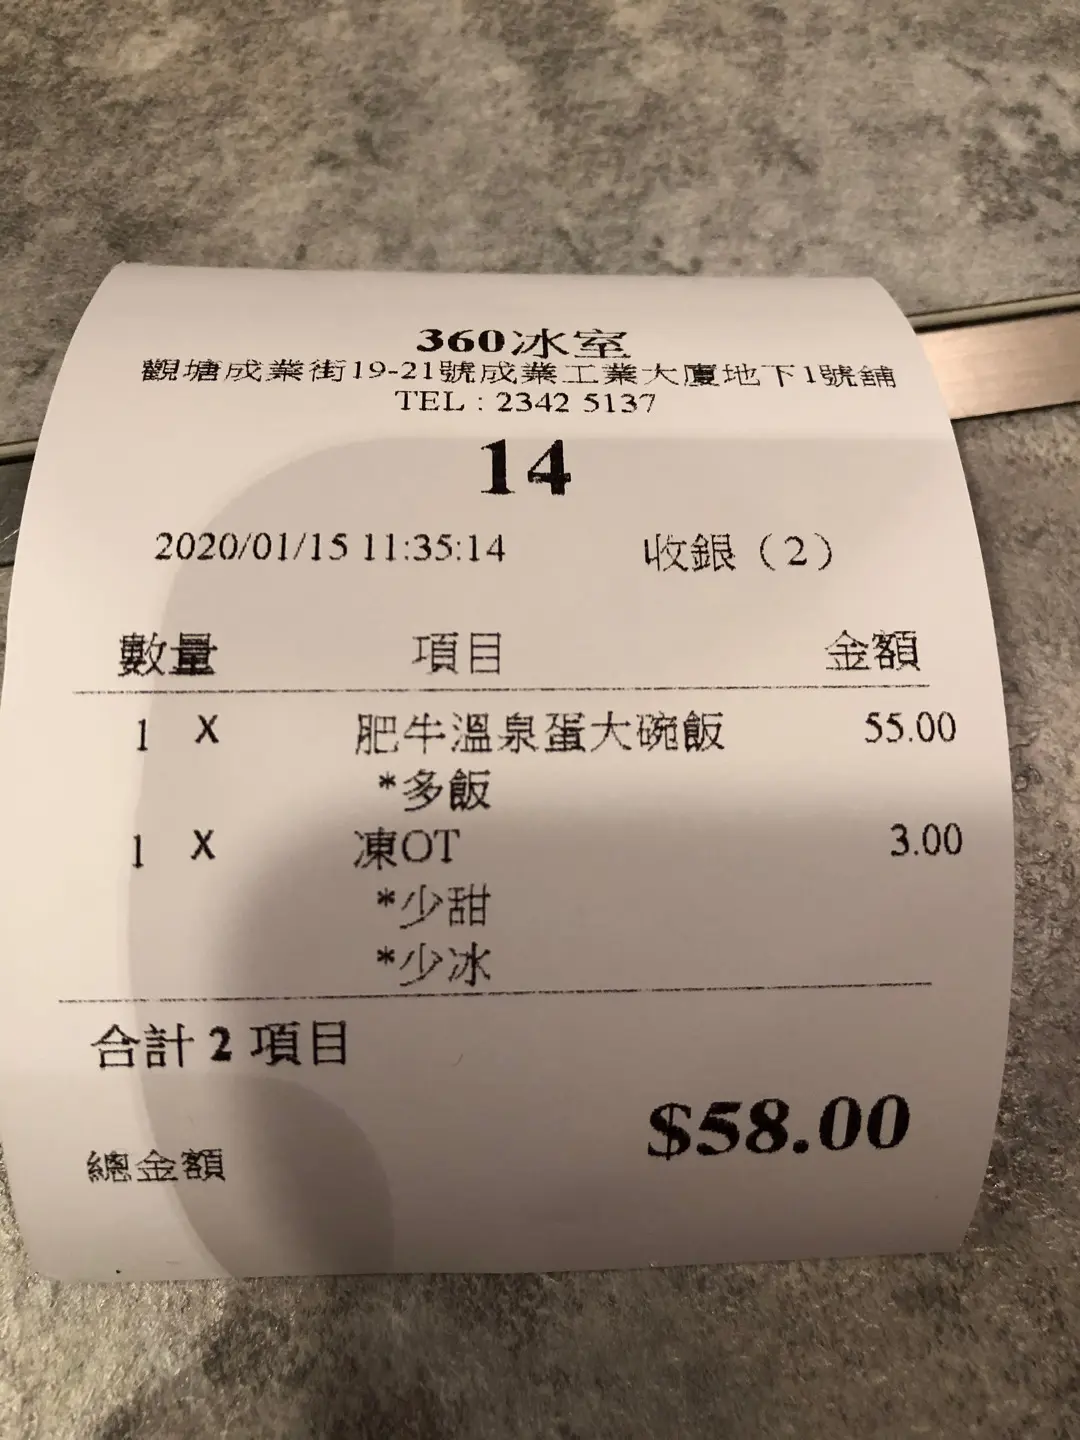 360冰室
觀塘成業街19-21號成業工業大廈地下1號舖
TEL : 2342 5137
14
2020/01/15 11:35:14 收銀（2）
數量 項目 金額
1 X 肥牛溫泉蛋大碗飯 55.00
*多飯
1 X 凍OT 3.00
*少甜
*少冰
合計 2 項目
$58.00
總金額